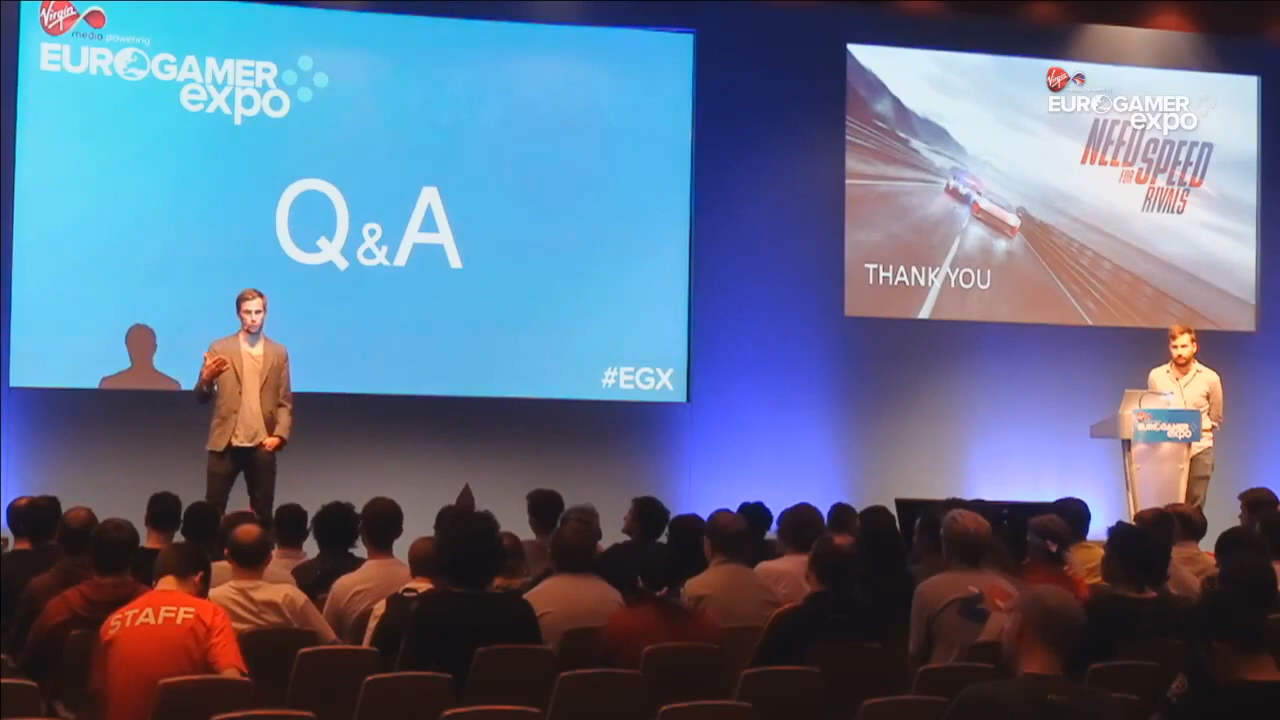 Virgin
media powering
EUROGAMER
expo
Q&A
#EGX
Virgin
EUROGAMER
expo
NEED
FOR SPEED
RIVALS
THANK YOU
EUROGAMER
expo
STAFF